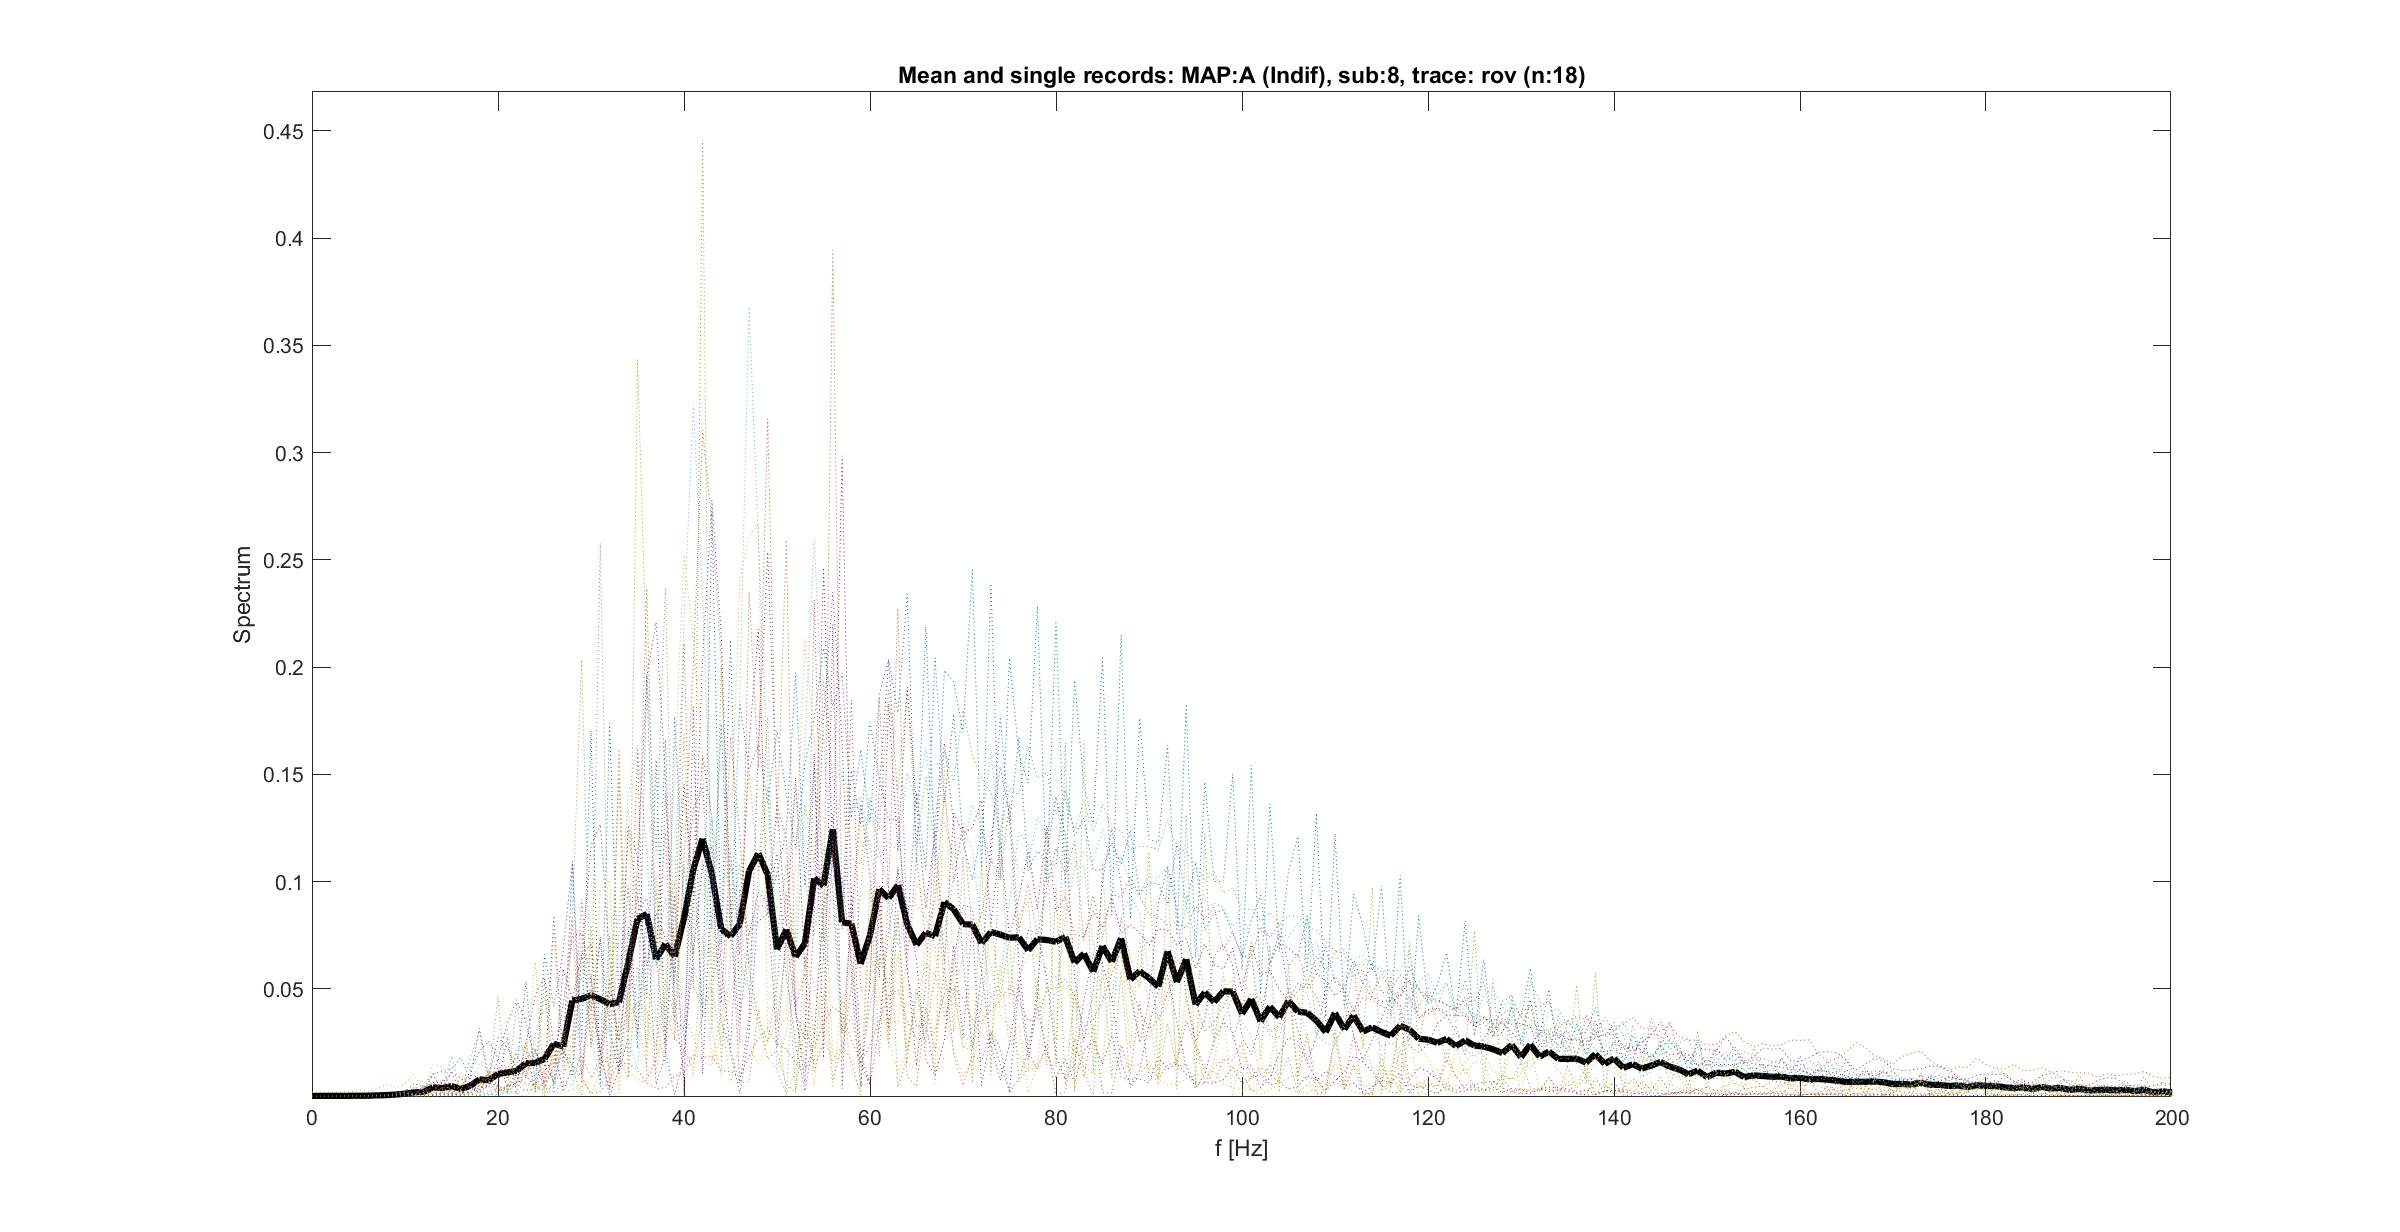 Mean and single records: MAP:A (Indif), sub:8, trace: rov (n:18)
0.45
0.4
0.35
0.3
0.25
0.2
0.15
0.1
0.05
Spectrum
0 20 40 60 80 100 120 140 160 180 200
f [Hz]